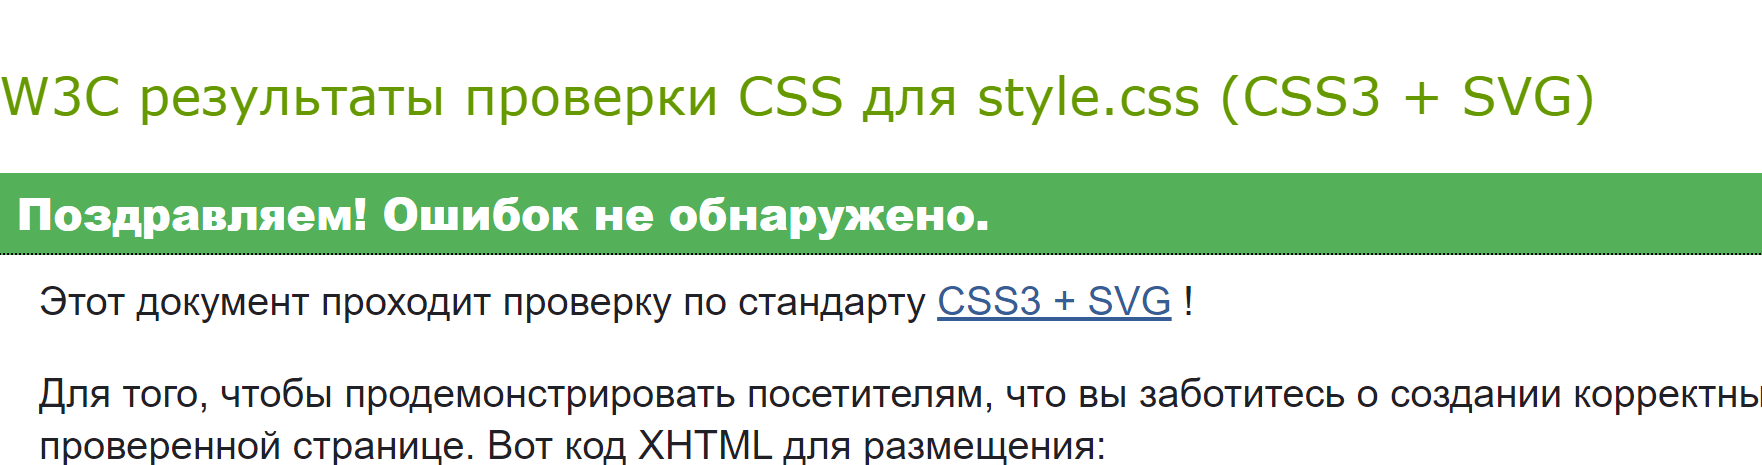 W3C результаты проверки CSS для style.css (CSS3 + SVG)
Поздравляем! Ошибок не обнаружено.
Этот документ проходит проверку по стандарту CSS3 + SVG !
Для того, чтобы продемонстрировать посетителям, что вы заботитесь о создании корректны
проверенной странице. Вот код XHTML для размещения: